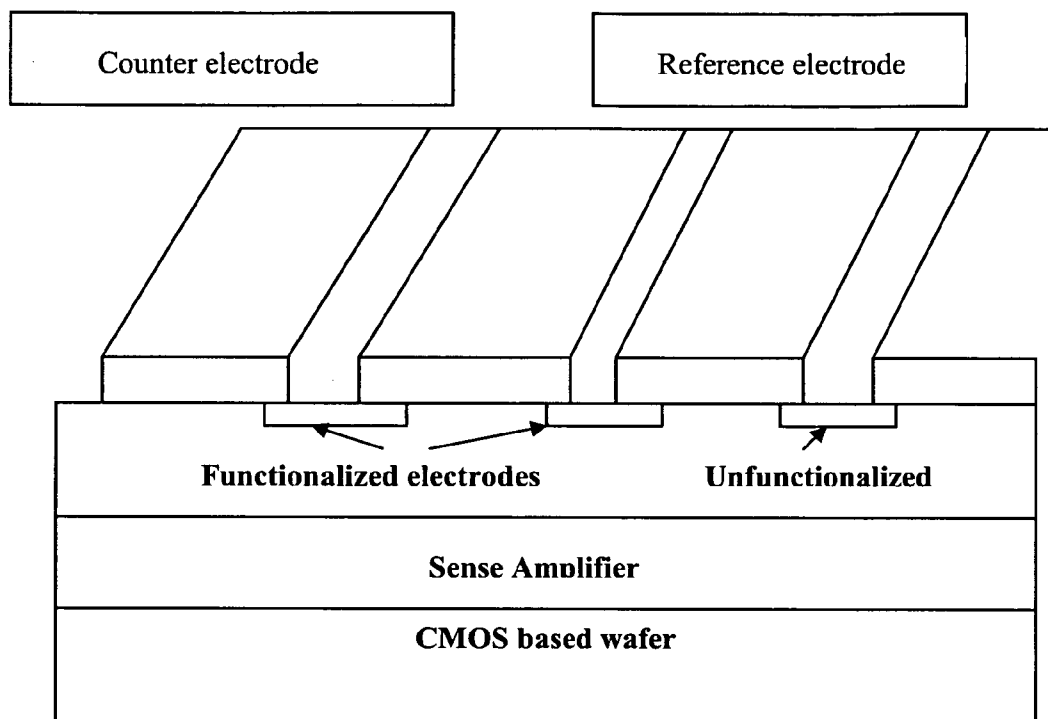 Counter electrode
Reference electrode
Functionalized electrodes
Unfunctionalized
Sense Amplifier
CMOS based wafer